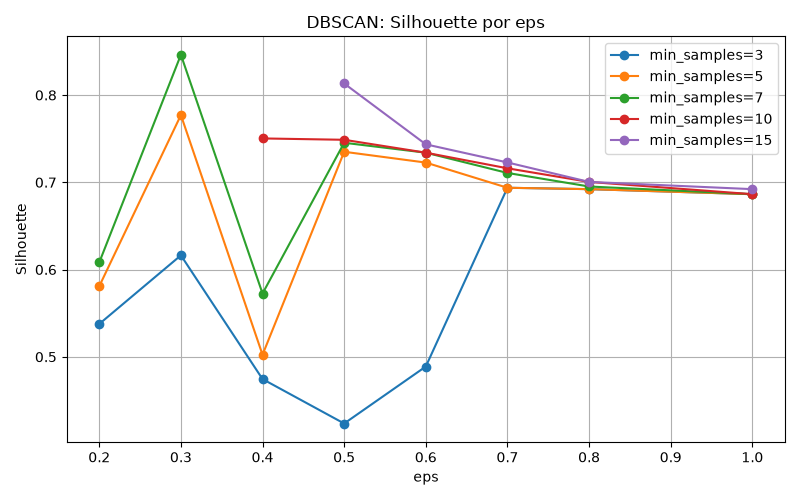 DBSCAN: Silhouette por eps
min_samples=3
min_samples=5
min_samples=7
min_samples=10
min_samples=15
Silhouette
0.8
0.7
0.6
0.5
0.2 0.3 0.4 0.5 0.6 0.7 0.8 0.9 1.0
eps